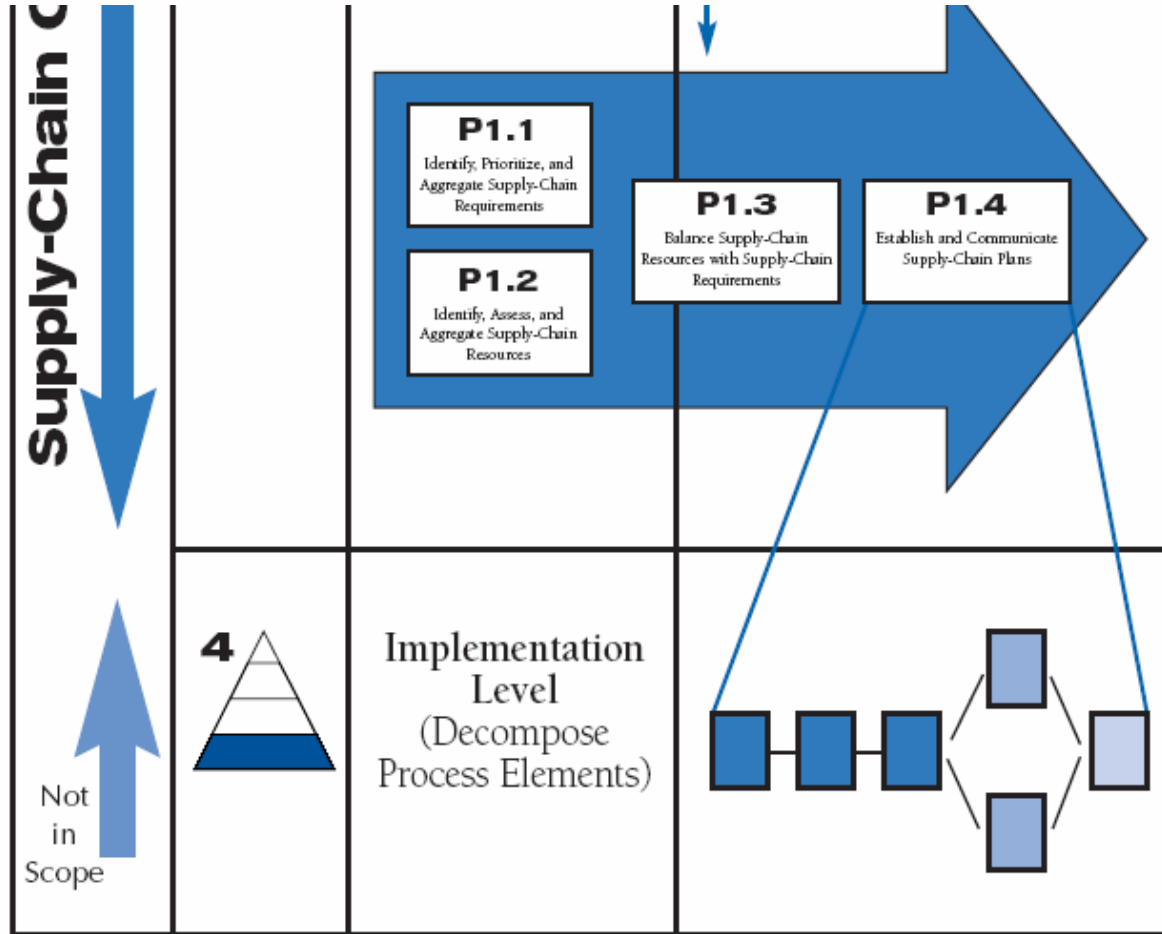 Supply-Chain
P1.1
Identify, Prioritize, and
Aggregate Supply-Chain
Requirements
P1.2
Identify, Assess, and
Aggregate Supply-Chain
Resources
P1.3
Balance Supply-Chain
Resources with Supply-Chain
Requirements
P1.4
Establish and Communicate
Supply-Chain Plans
Not
in
Scope
4
Implementation
Level
(Decompose
Process Elements)